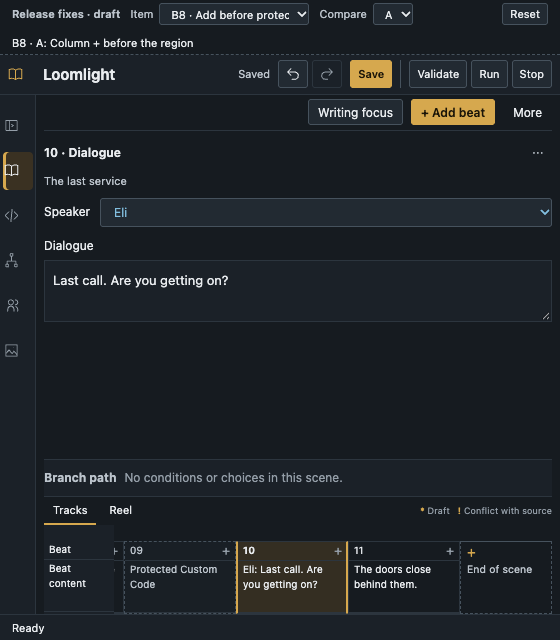 Release fixes · draft Item B8 · Add before protec Compare A Reset
B8 · A: Column + before the region
Loomlight Saved Save Validate Run Stop
Writing focus + Add beat More
10 · Dialogue ...
The last service
Speaker Eli
Dialogue
Last call. Are you getting on?
Branch path No conditions or choices in this scene.
Tracks Reel * Draft ! Conflict with source
Beat + 09 + 10 + 11 + +
Beat content
Protected Custom Code
Eli: Last call. Are you getting on?
The doors close behind them.
End of scene
Ready